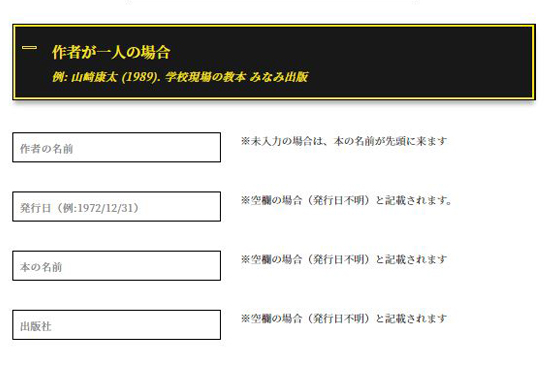 作者が一人の場合
例: 山崎康太 (1989). 学校現場の教本 みなみ出版
作者の名前
※未入力の場合は、本の名前が先頭に来ます
発行日（例:1972/12/31）
※空欄の場合（発行日不明）と記載されます。
本の名前
※空欄の場合（発行日不明）と記載されます
出版社
※空欄の場合（発行日不明）と記載されます